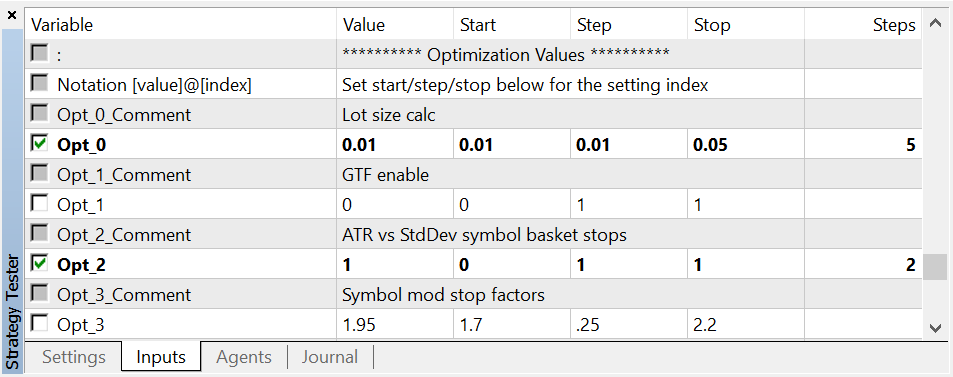 Variable Value Start Step Stop Steps
: ********** Optimization Values **********
Notation [value]@[index] Set start/step/stop below for the setting index
Opt_0_Comment Lot size calc
Opt_0 0.01 0.01 0.01 0.05 5
Opt_1_Comment GTF enable
Opt_1 0 0 1 1
Opt_2_Comment ATR vs StdDev symbol basket stops
Opt_2 1 0 1 1 2
Opt_3_Comment Symbol mod stop factors
Opt_3 1.95 1.7 .25 2.2
Settings Inputs Agents Journal
Strategy Tester